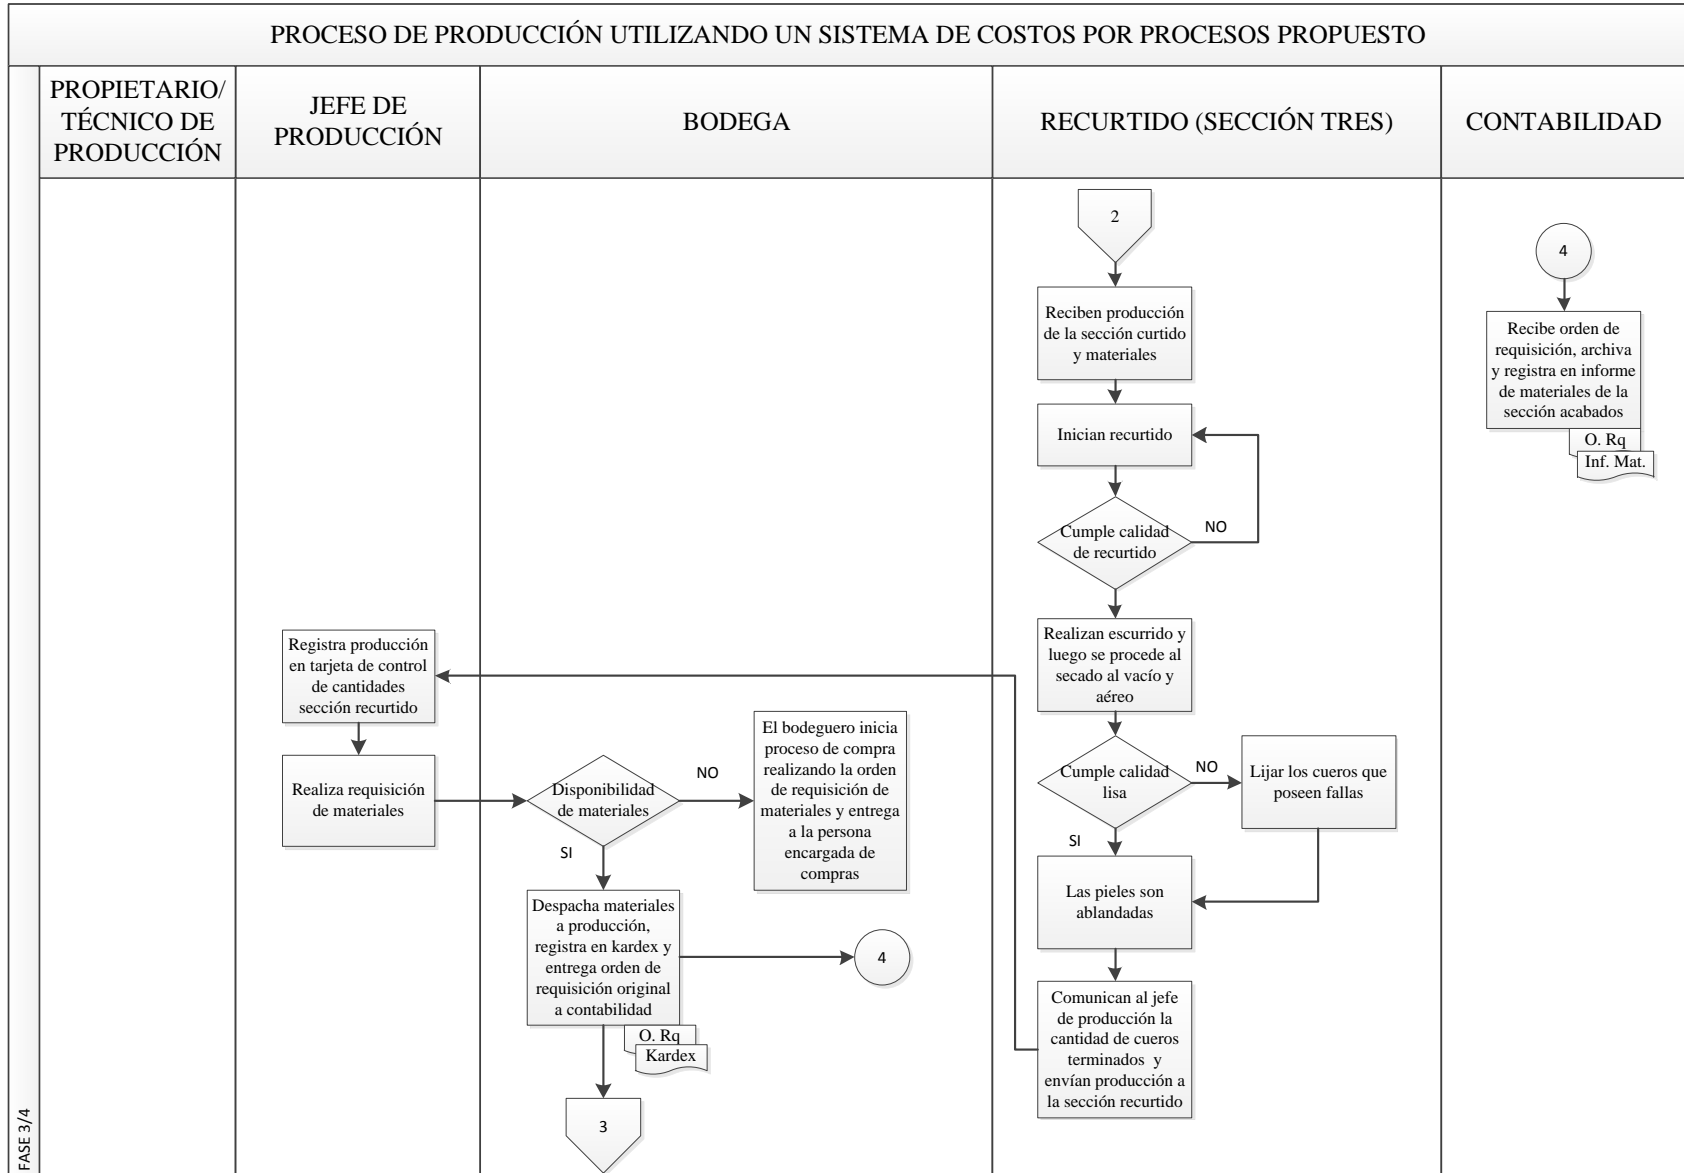 PROCESO DE PRODUCCIÓN UTILIZANDO UN SISTEMA DE COSTOS POR PROCESOS PROPUESTO
PROPIETARIO/
TÉCNICO DE
PRODUCCIÓN
JEFE DE
PRODUCCIÓN
BODEGA
RECURTIDO (SECCIÓN TRES)
CONTABILIDAD
FASE 3/4
2
Reciben producción
de la sección curtido
y materiales
Inician recurtido
Cumple calidad
de recurtido
NO
Realizan escurrido y
luego se procede al
secado al vacío y
aéreo
Cumple calidad
lisa
NO
Lijar los cueros que
poseen fallas
SI
Las pieles son
ablandadas
Comunican al jefe
de producción la
cantidad de cueros
terminados y
envían producción a
la sección recurtido
Registra producción
en tarjeta de control
de cantidades
sección recurtido
Realiza requisición
de materiales
Disponibilidad
de materiales
NO
El bodeguero inicia
proceso de compra
realizando la orden
de requisición de
materiales y entrega
a la persona
encargada de
compras
SI
Despacha materiales
a producción,
registra en kardex y
entrega orden de
requisición original
a contabilidad
O. Rq
Kardex
4
3
4
Recibe orden de
requisición, archiva
y registra en informe
de materiales de la
sección acabados
O. Rq
Inf. Mat.